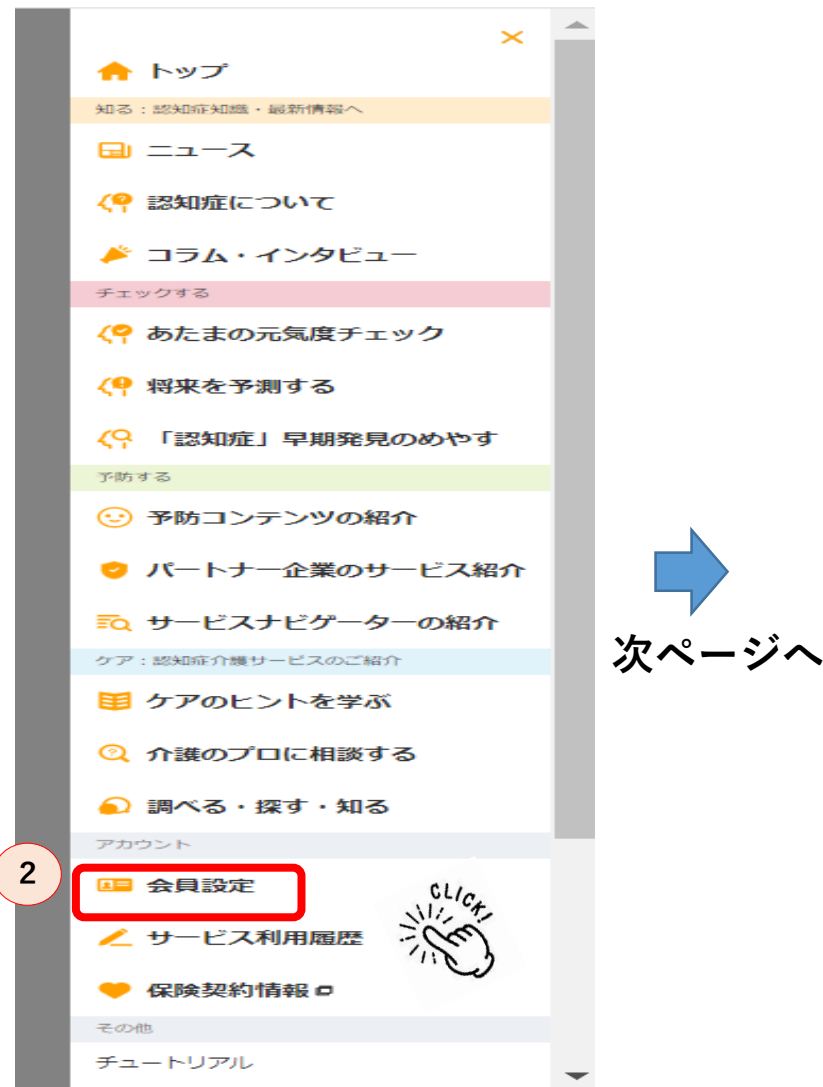 ×
トップ
知る：認知症知識・最新情報へ
ニュース
認知症について
コラム・インタビュー
チェックする
あたまの元気度チェック
将来を予測する
「認知症」早期発見のめやす
予防する
予防コンテンツの紹介
パートナー企業のサービス紹介
サービスナビゲーターの紹介
次ページへ
ケア：認知症介護サービスのご紹介
ケアのヒントを学ぶ
介護のプロに相談する
調べる・探す・知る
アカウント
2
会員設定
CLICK!
サービス利用履歴
保険契約情報
その他
チュートリアル